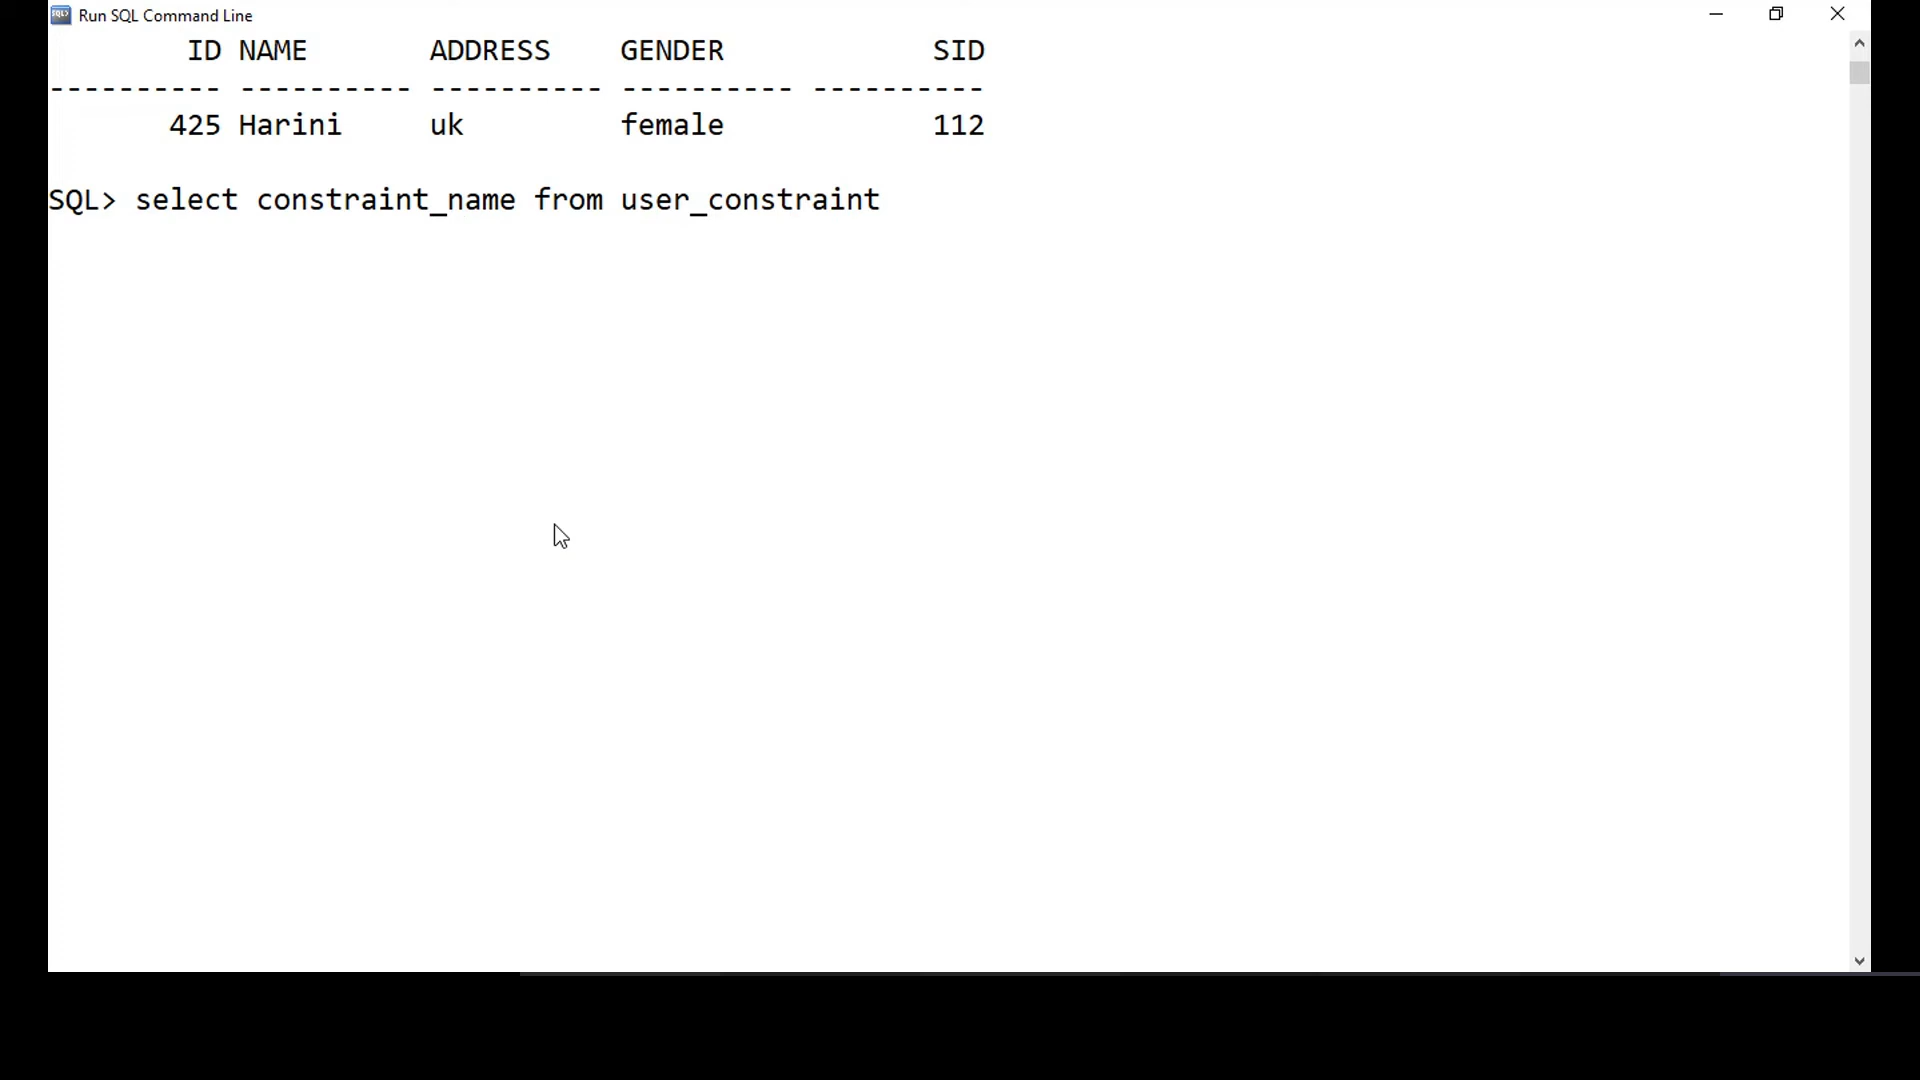 Run SQL Command Line
ID NAME ADDRESS GENDER SID
---------- ---------- ---------- ---------- ----------
425 Harini uk female 112
SQL> select constraint_name from user_constraint